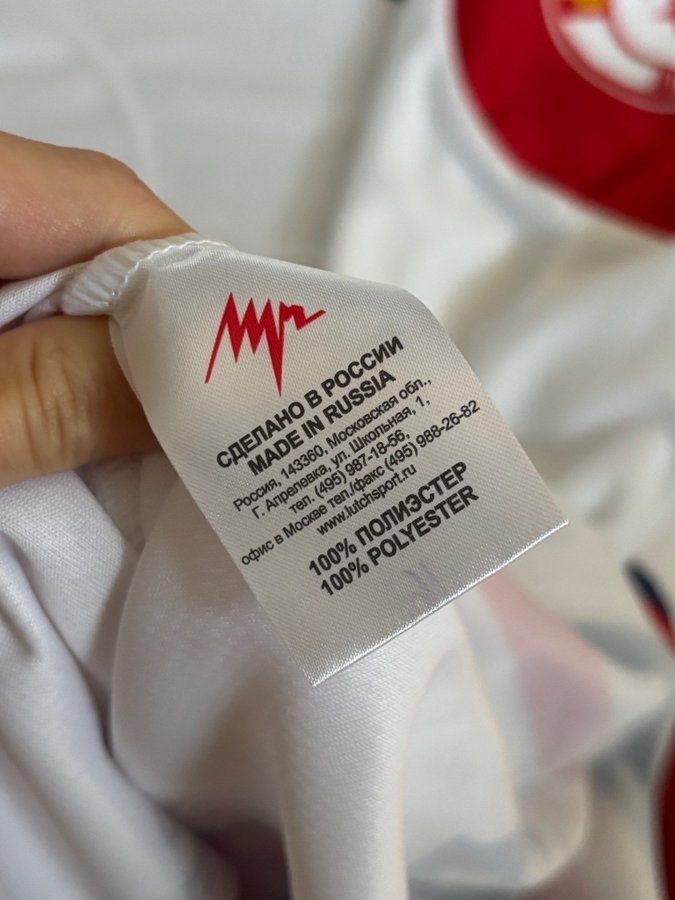 СДЕЛАНО В РОССИИ
MADE IN RUSSIA
Россия, 143360, Московская обл.,
Г. Апрелевка, ул. Школьная, 1,
тел. (495) 987-18-56,
офис в Москве тел./факс (495) 988-26-82
www.lutchsport.ru
100% ПОЛИЭСТЕР
100% POLYESTER